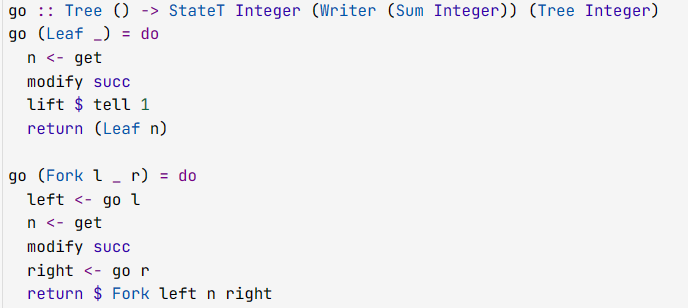 go :: Tree () -> StateT Integer (Writer (Sum Integer)) (Tree Integer)
go (Leaf _) = do
  n <- get
  modify succ
  lift $ tell 1
  return (Leaf n)

go (Fork l _ r) = do
  left <- go l
  n <- get
  modify succ
  right <- go r
  return $ Fork left n right